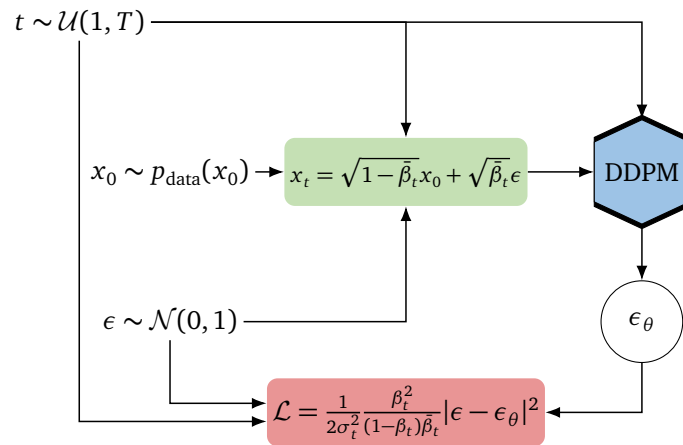 t ∼ 𝒰(1, T)
x₀ ∼ p_data(x₀)
x_t = √(1−β̄_t) x₀ + √(β̄_t) ε
DDPM
ε ∼ 𝒩(0, 1)
ε_θ
ℒ = 1/(2σ_t²) β_t²/((1−β_t)β̄_t) |ε − ε_θ|²